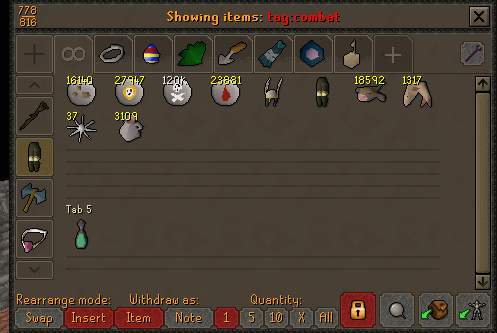 778
816
Showing items: tag:combat
16140 27947 120K 23881 18592 1317
37 3109
Tab 5
Rearrange mode: Withdraw as: Quantity:
Swap Insert Item Note 1 5 10 X All